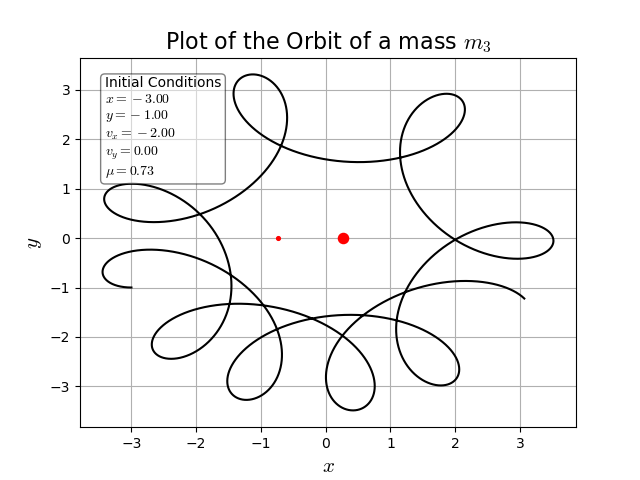 Plot of the Orbit of a mass m₃
Initial Conditions
x = −3.00
y = −1.00
vₓ = −2.00
v_y = 0.00
μ = 0.73
3
2
1
0
−1
−2
−3
y
−3 −2 −1 0 1 2 3
x